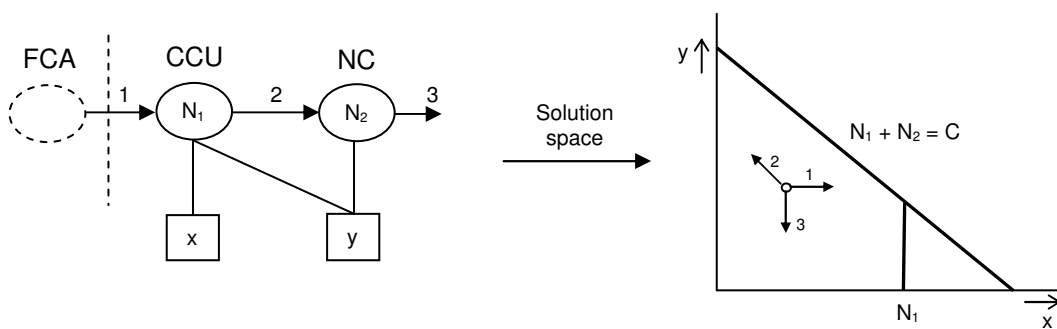 FCA
CCU
NC
1
2
3
N₁
N₂
x
y
Solution
space
y
N₁ + N₂ = C
2
1
3
N₁
x